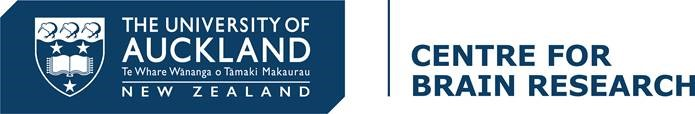 THE UNIVERSITY OF
AUCKLAND
Te Whare Wānanga o Tāmaki Makaurau
NEW ZEALAND
CENTRE FOR
BRAIN RESEARCH